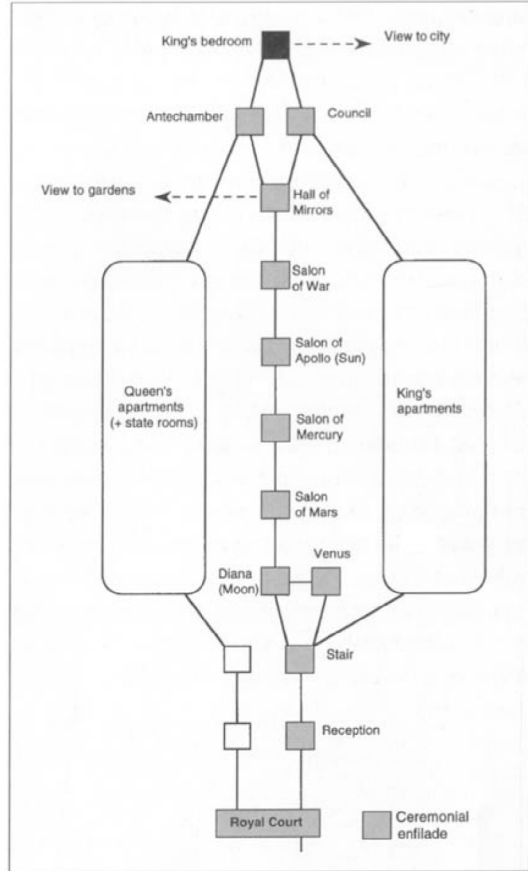 King's bedroom
View to city
Antechamber
Council
View to gardens
Hall of
Mirrors
Salon
of War
Salon of
Apollo (Sun)
Queen's
apartments
(+ state rooms)
King's
apartments
Salon of
Mercury
Salon
of Mars
Venus
Diana
(Moon)
Stair
Reception
Royal Court
Ceremonial
enfilade